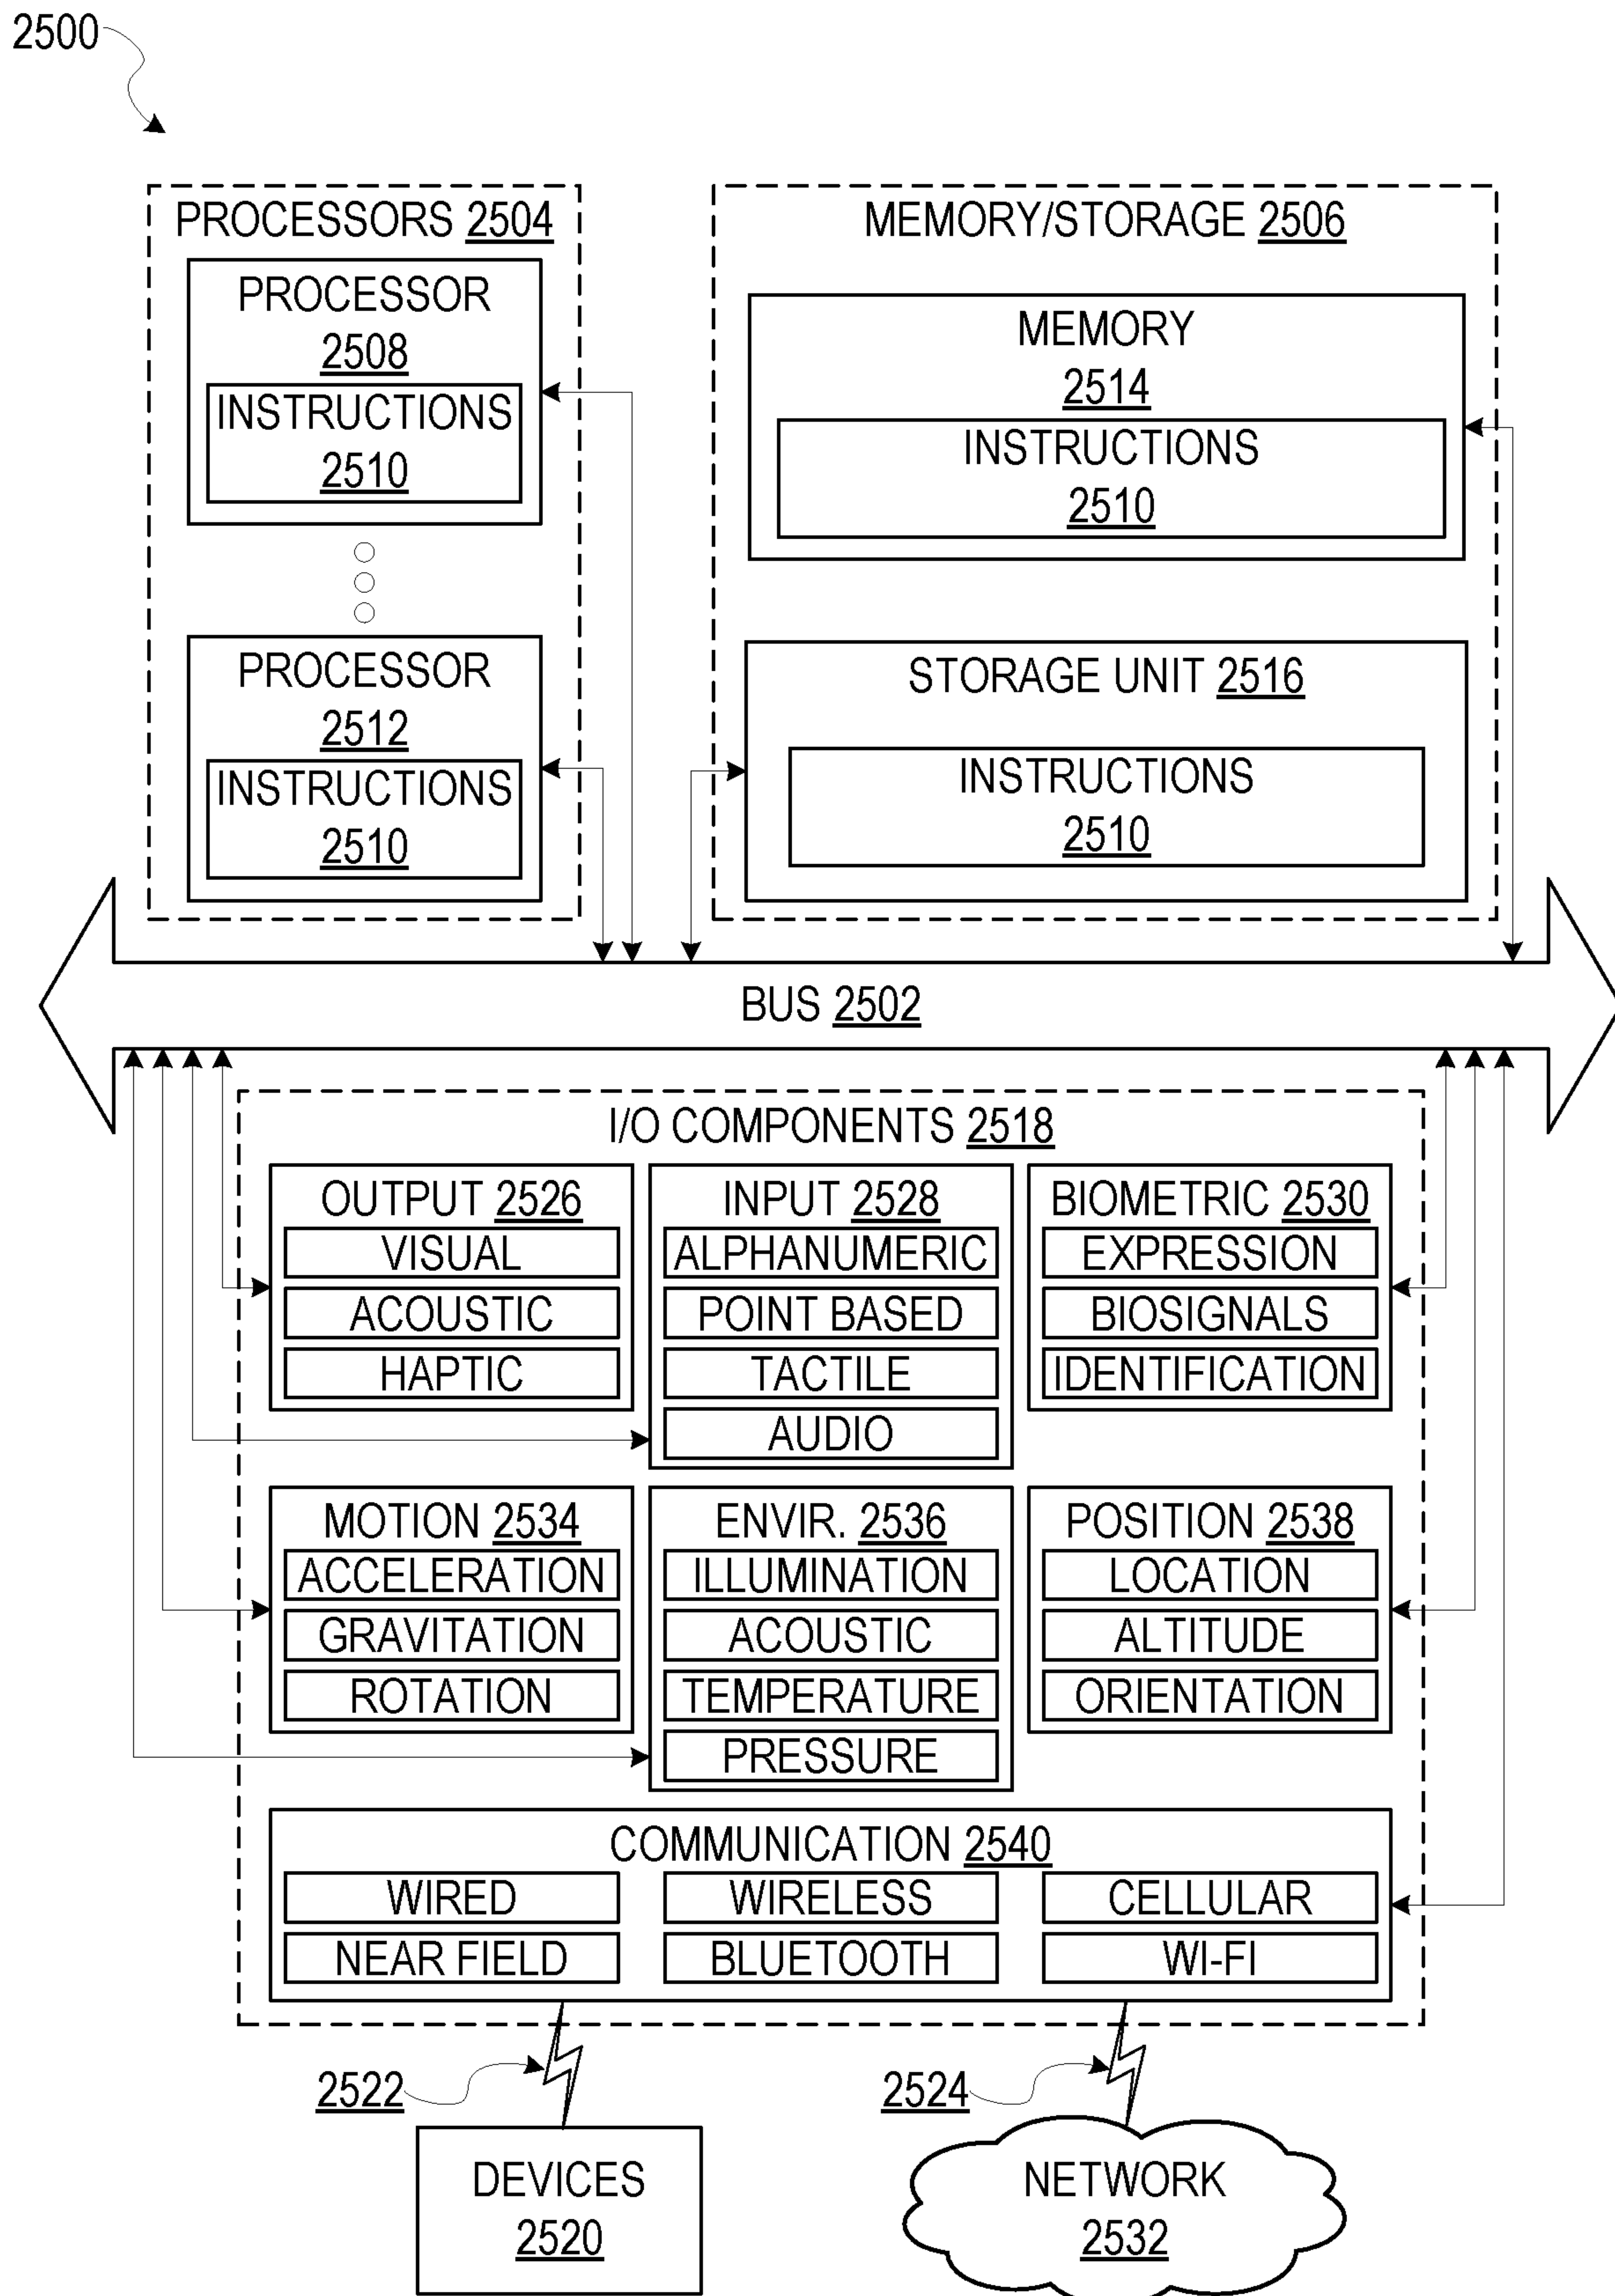 2500
PROCESSORS 2504
PROCESSOR
2508
INSTRUCTIONS
2510
PROCESSOR
2512
INSTRUCTIONS
2510
MEMORY/STORAGE 2506
MEMORY
2514
INSTRUCTIONS
2510
STORAGE UNIT 2516
INSTRUCTIONS
2510
BUS 2502
I/O COMPONENTS 2518
OUTPUT 2526
VISUAL
ACOUSTIC
HAPTIC
INPUT 2528
ALPHANUMERIC
POINT BASED
TACTILE
AUDIO
BIOMETRIC 2530
EXPRESSION
BIOSIGNALS
IDENTIFICATION
MOTION 2534
ACCELERATION
GRAVITATION
ROTATION
ENVIR. 2536
ILLUMINATION
ACOUSTIC
TEMPERATURE
PRESSURE
POSITION 2538
LOCATION
ALTITUDE
ORIENTATION
COMMUNICATION 2540
WIRED
WIRELESS
CELLULAR
NEAR FIELD
BLUETOOTH
WI-FI
2522
2524
DEVICES
2520
NETWORK
2532